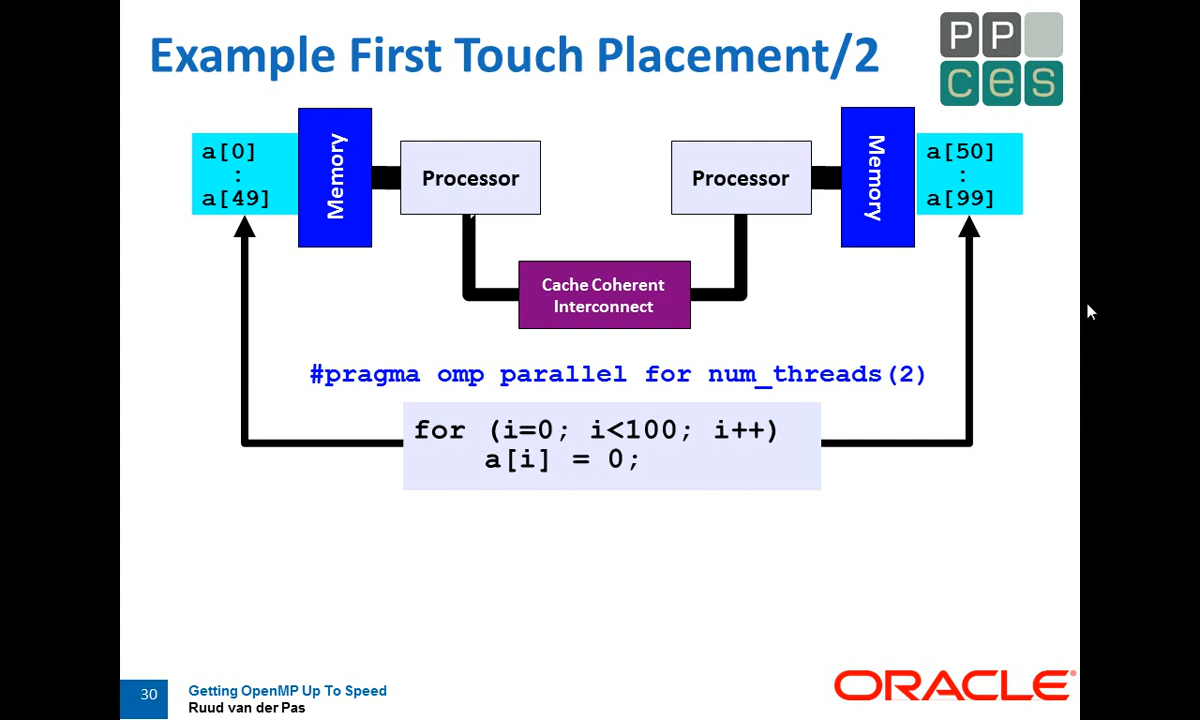 Example First Touch Placement/2
PP
ces
a[0]
:
a[49]
Memory
Processor
Processor
Memory
a[50]
:
a[99]
Cache Coherent
Interconnect
#pragma omp parallel for num_threads(2)
for (i=0; i<100; i++)
a[i] = 0;
30
Getting OpenMP Up To Speed
Ruud van der Pas
ORACLE®